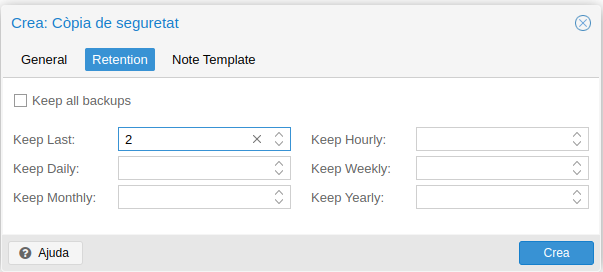 Crea: Còpia de seguretat
General Retention Note Template
Keep all backups
Keep Last: 2 Keep Hourly:
Keep Daily: Keep Weekly:
Keep Monthly: Keep Yearly:
Ajuda Crea